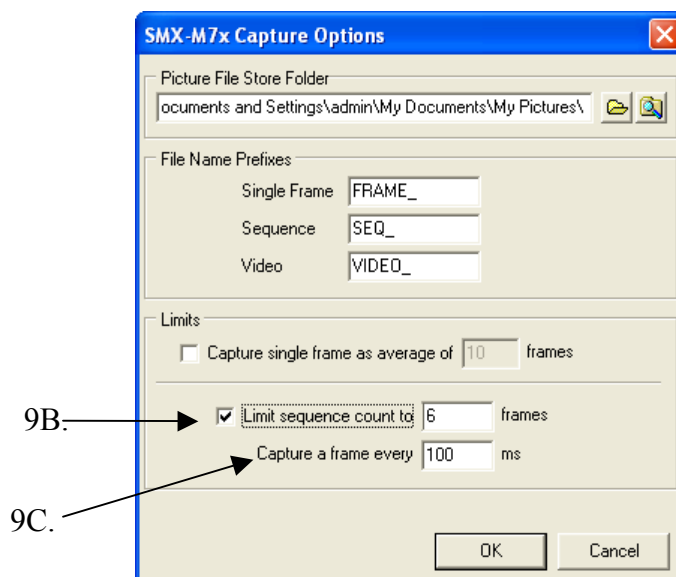 SMX-M7x Capture Options
Picture File Store Folder
ocuments and Settings\admin\My Documents\My Pictures\
File Name Prefixes
Single Frame FRAME_
Sequence SEQ_
Video VIDEO_
Limits
Capture single frame as average of 10 frames
9B. Limit sequence count to 6 frames
Capture a frame every 100 ms
9C.
OK Cancel